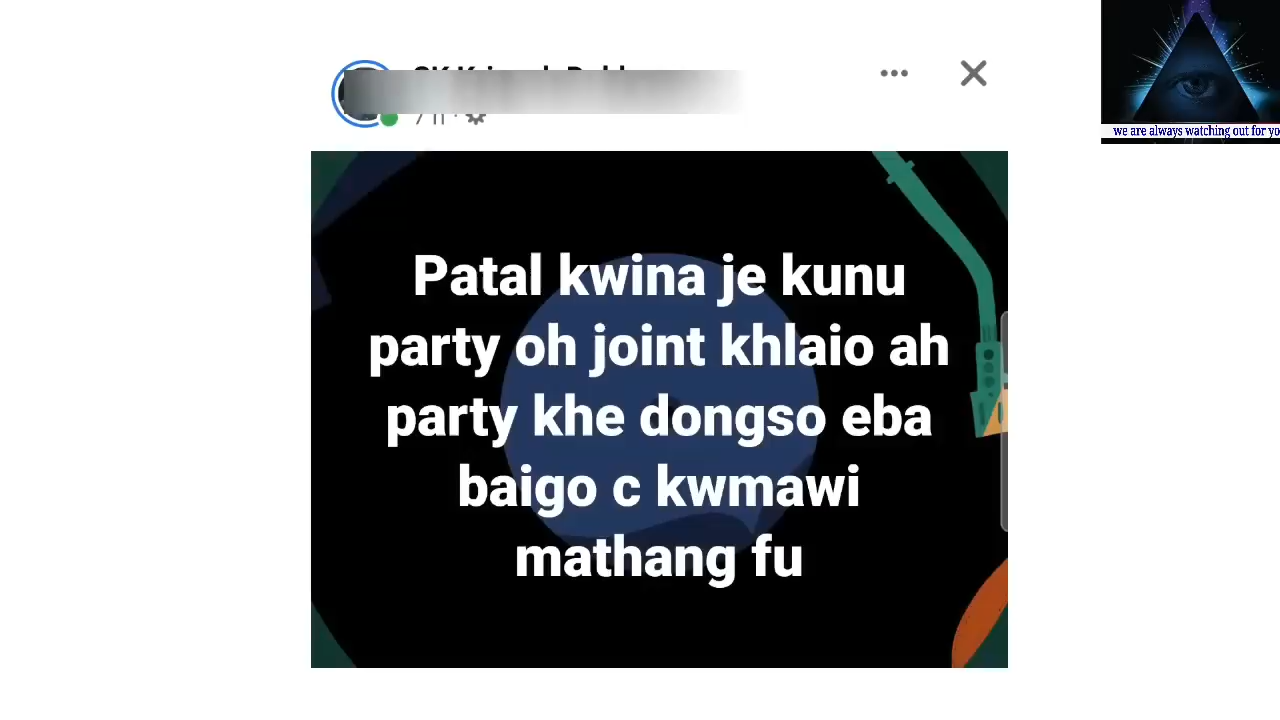 Patal kwina je kunu
party oh joint khlaio ah
party khe dongso eba
baigo c kwmawi
mathang fu
we are always watching out for yo